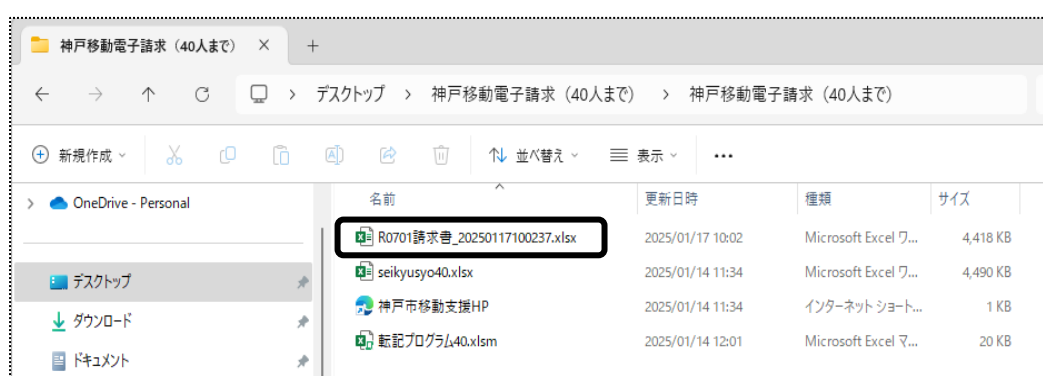 神戸移動電子請求（40人まで）
デスクトップ > 神戸移動電子請求（40人まで） > 神戸移動電子請求（40人まで）
新規作成 並べ替え 表示
OneDrive - Personal
デスクトップ
ダウンロード
ドキュメント
名前 更新日時 種類 サイズ
R0701請求書_20250117100237.xlsx 2025/01/17 10:02 Microsoft Excel ワ... 4,418 KB
seikyusyo40.xlsx 2025/01/14 11:34 Microsoft Excel ワ... 4,490 KB
神戸市移動支援HP 2025/01/14 11:34 インターネット ショート... 1 KB
転記プログラム40.xlsm 2025/01/14 12:01 Microsoft Excel マ... 20 KB